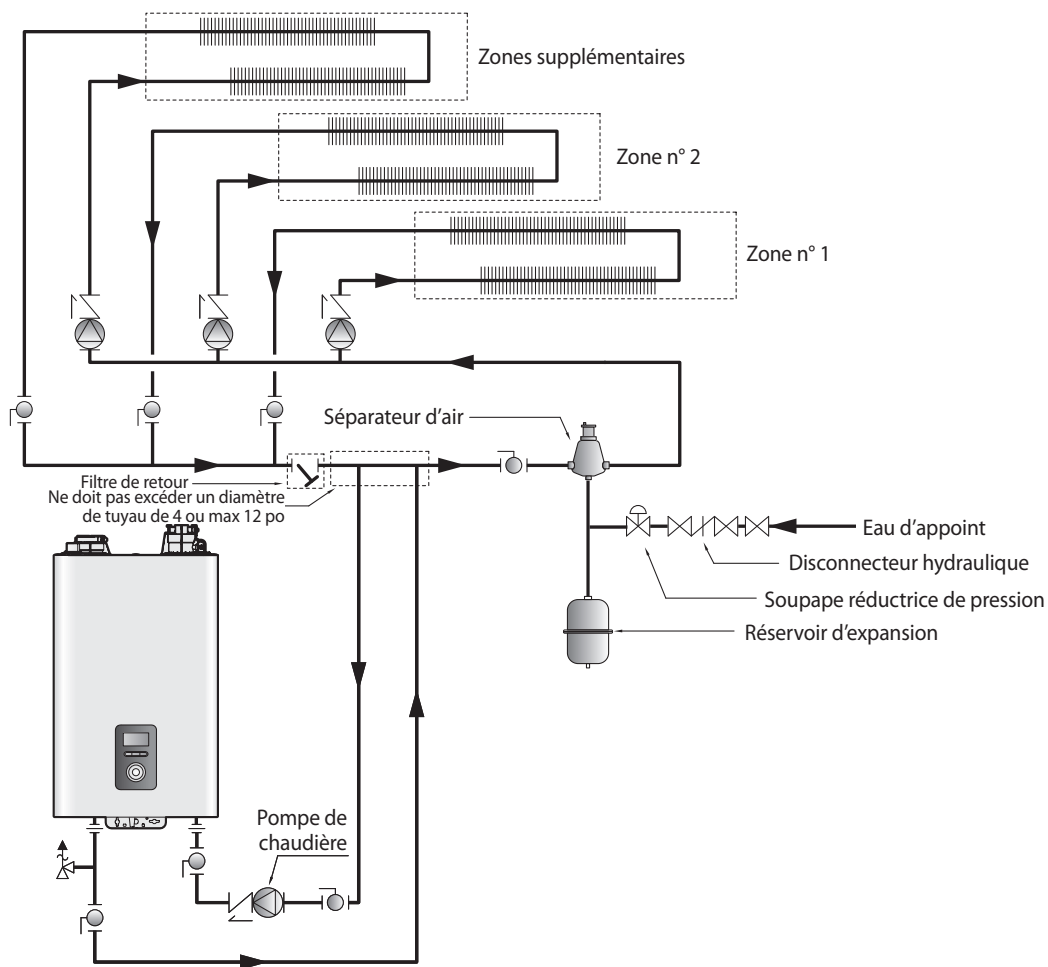 Zones supplémentaires
Zone n° 2
Zone n° 1
Séparateur d'air
Filtre de retour
Ne doit pas excéder un diamètre
de tuyau de 4 ou max 12 po
Eau d'appoint
Disconnecteur hydraulique
Soupape réductrice de pression
Réservoir d'expansion
Pompe de
chaudière